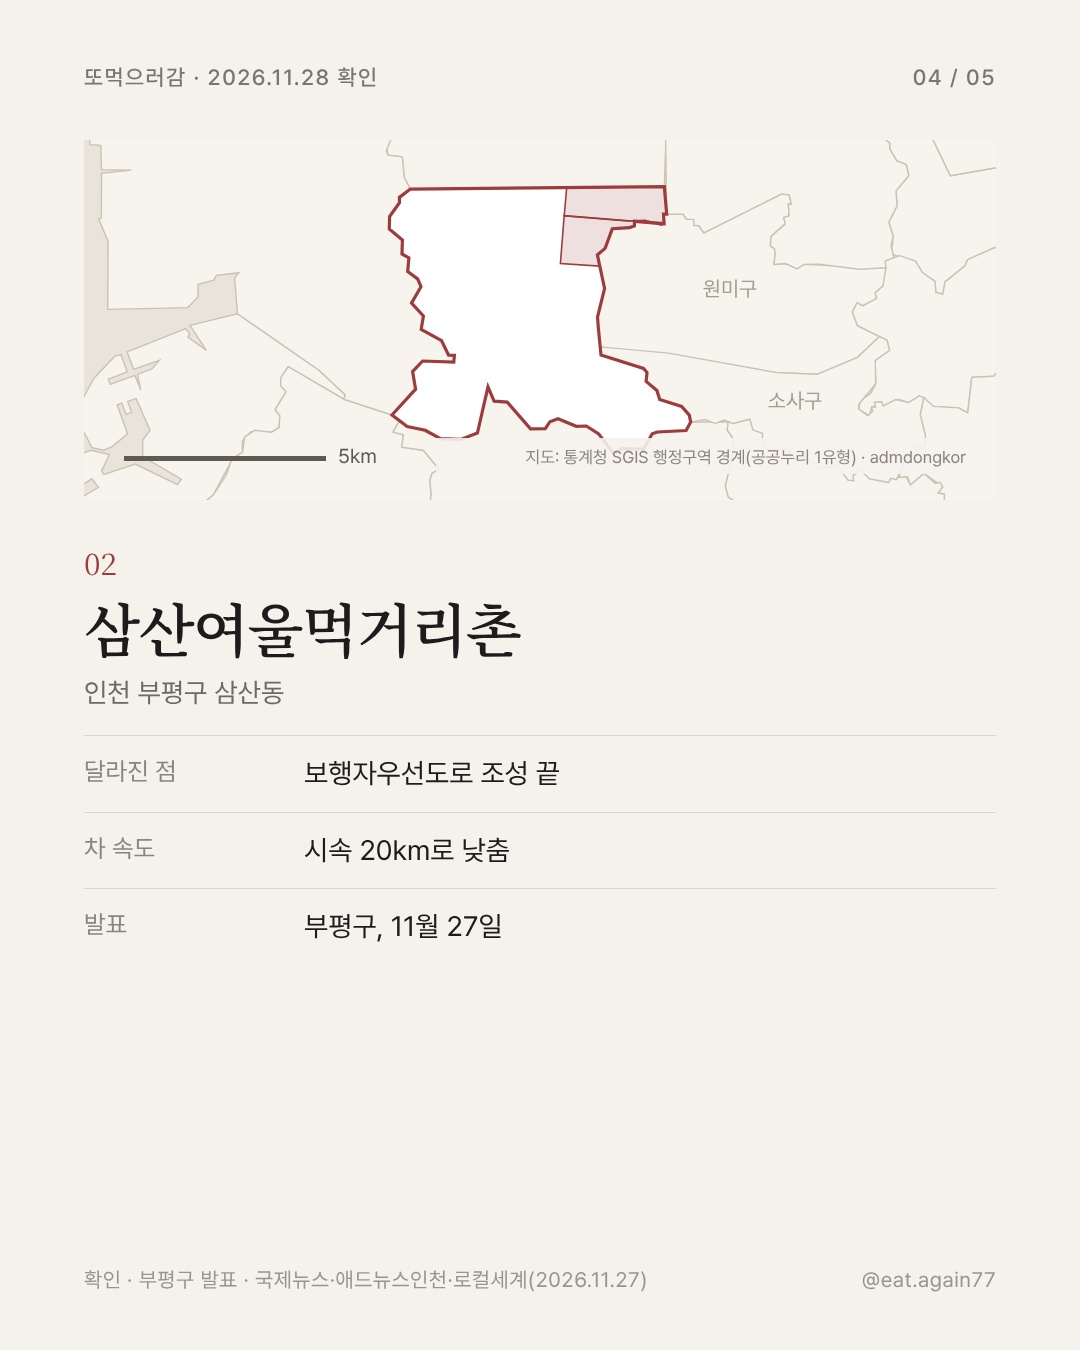 또먹으러감 · 2026.11.28 확인
04 / 05
원미구
소사구
5km
지도: 통계청 SGIS 행정구역 경계(공공누리 1유형) · admdongkor
02
삼산여울먹거리촌
인천 부평구 삼산동
달라진 점 보행자우선도로 조성 끝
차 속도 시속 20km로 낮춤
발표 부평구, 11월 27일
확인 · 부평구 발표 · 국제뉴스·애드뉴스인천·로컬세계(2026.11.27)
@eat.again77